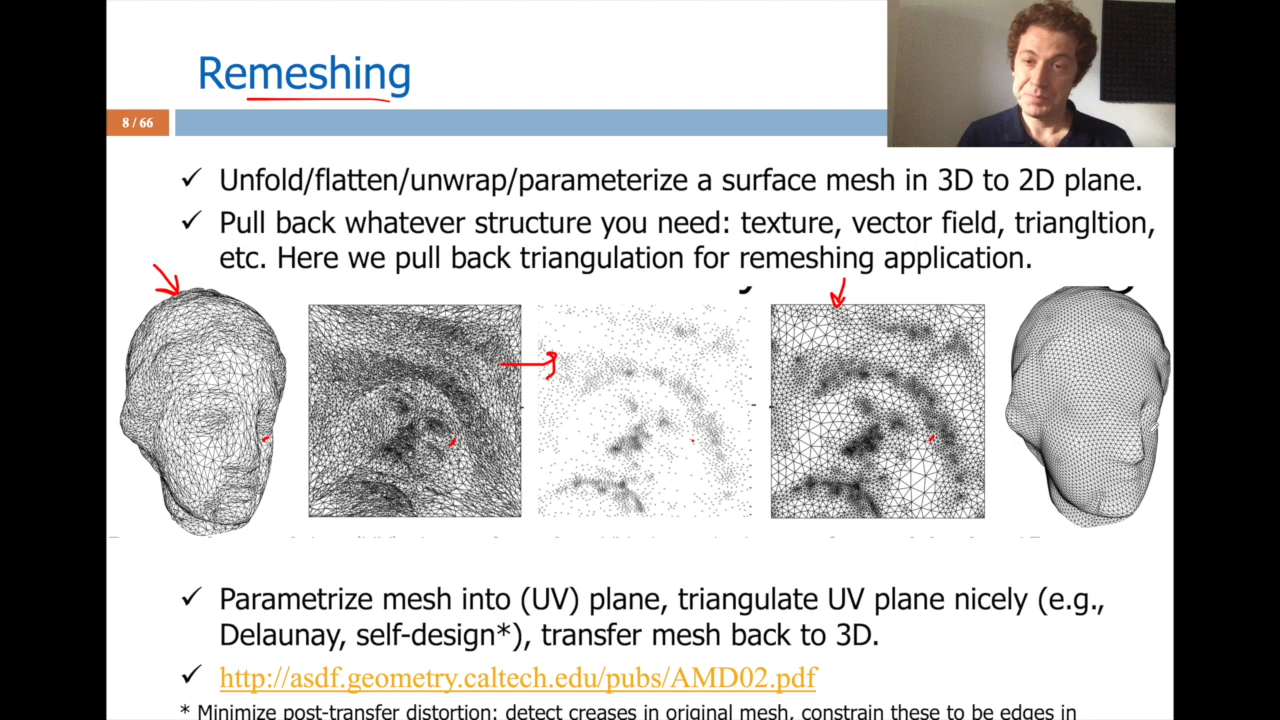 Remeshing
8 / 66
✓ Unfold/flatten/unwrap/parameterize a surface mesh in 3D to 2D plane.
✓ Pull back whatever structure you need: texture, vector field, triangltion,
etc. Here we pull back triangulation for remeshing application.
✓ Parametrize mesh into (UV) plane, triangulate UV plane nicely (e.g.,
Delaunay, self-design*), transfer mesh back to 3D.
✓ http://asdf.geometry.caltech.edu/pubs/AMD02.pdf
* Minimize post-transfer distortion: detect creases in original mesh, constrain these to be edges in